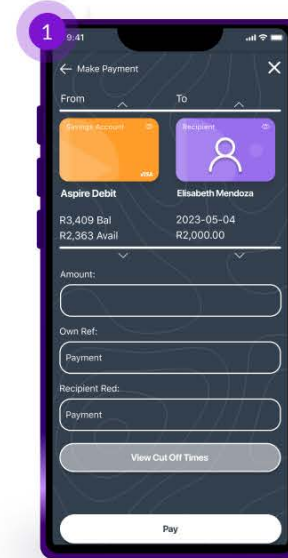 1
9:41
← Make Payment
From To
Savings Account Recipient
VISA
Aspire Debit Elisabeth Mendoza
R3,409 Bal 2023-05-04
R2,363 Avail R2,000.00
Amount:
Own Ref:
Payment
Recipient Red:
Payment
View Cut Off Times
Pay